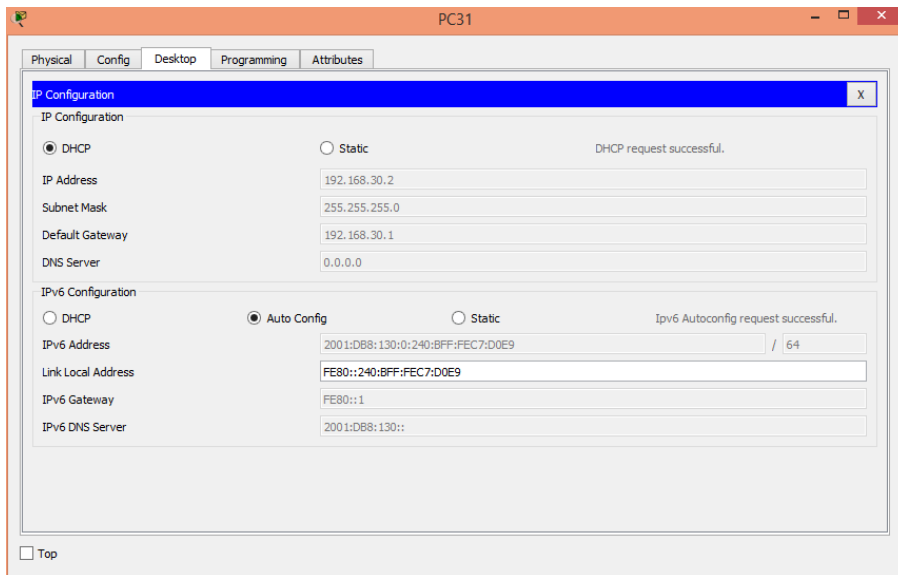 PC31
Physical Config Desktop Programming Attributes
IP Configuration X
IP Configuration
DHCP Static DHCP request successful.
IP Address 192.168.30.2
Subnet Mask 255.255.255.0
Default Gateway 192.168.30.1
DNS Server 0.0.0.0
IPv6 Configuration
DHCP Auto Config Static Ipv6 Autoconfig request successful.
IPv6 Address 2001:DB8:130:0:240:BFF:FEC7:D0E9 / 64
Link Local Address FE80::240:BFF:FEC7:D0E9
IPv6 Gateway FE80::1
IPv6 DNS Server 2001:DB8:130::
Top